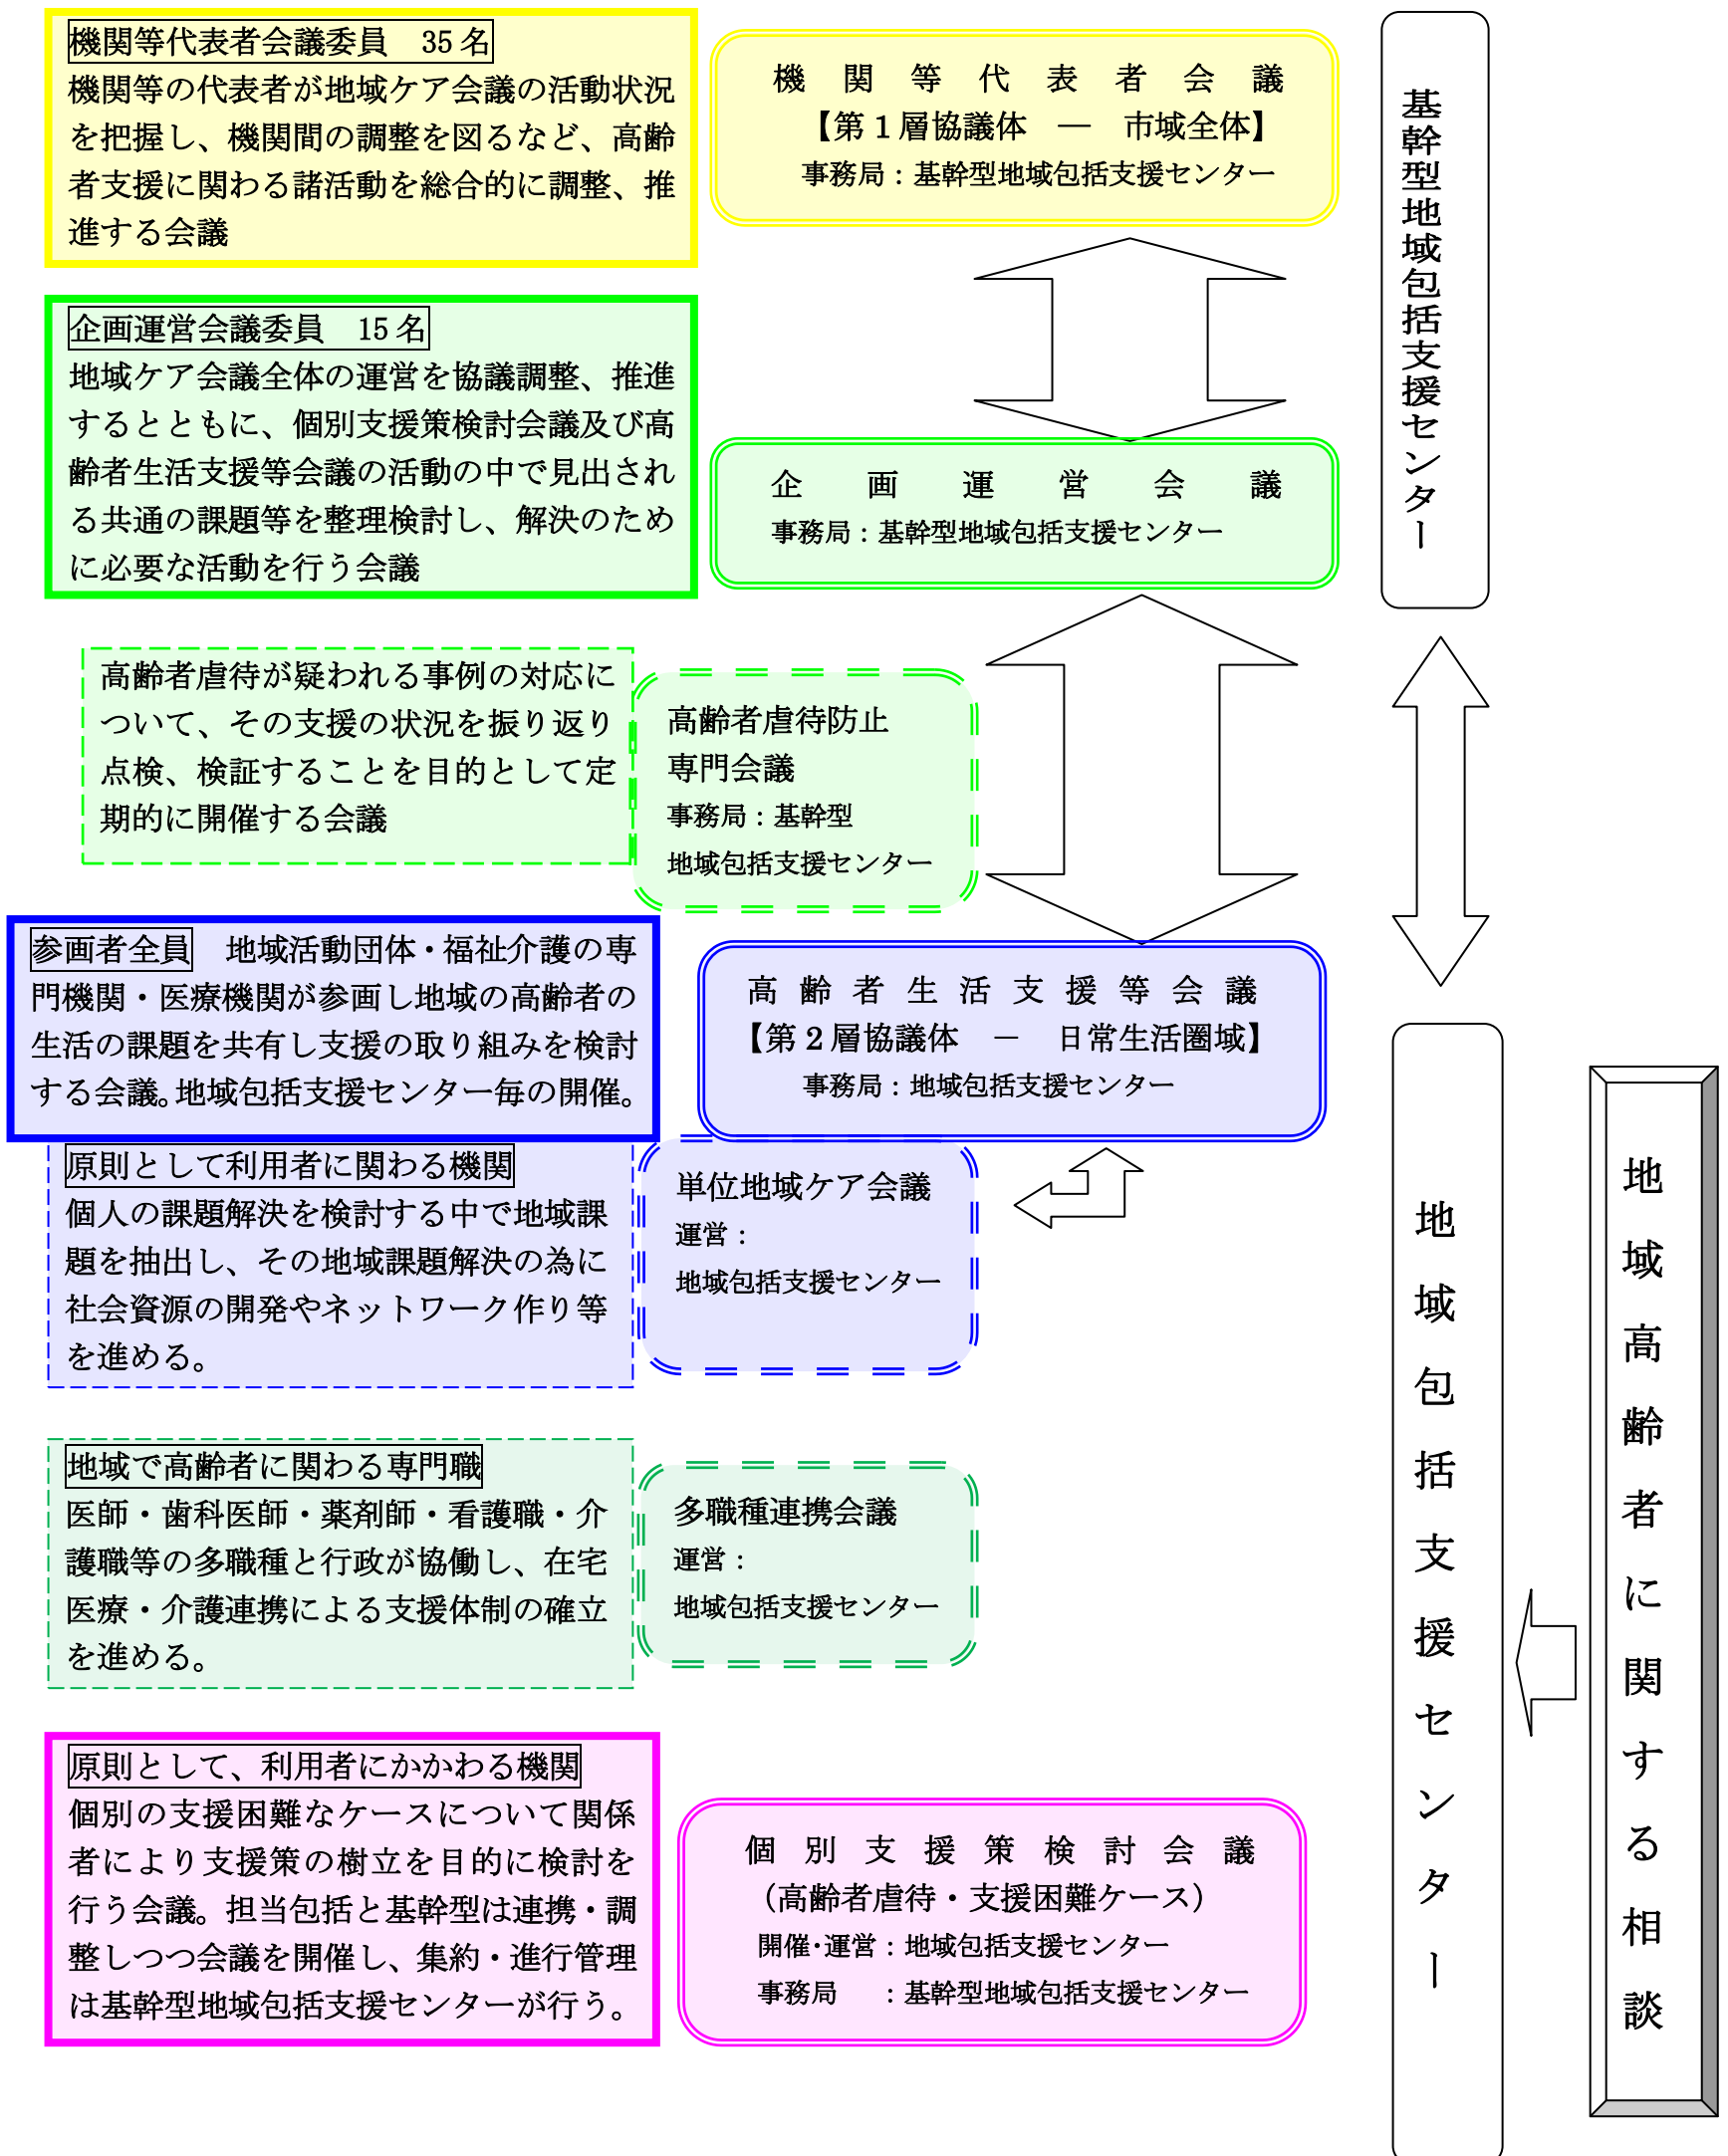 機関等代表者会議委員　35名
機関等の代表者が地域ケア会議の活動状況
を把握し、機関間の調整を図るなど、高齢
者支援に関わる諸活動を総合的に調整、推
進する会議
機関等代表者会議
【第1層協議体　―　市域全体】
事務局：基幹型地域包括支援センター
企画運営会議委員　15名
地域ケア会議全体の運営を協議調整、推進
するとともに、個別支援策検討会議及び高
齢者生活支援等会議の活動の中で見出され
る共通の課題等を整理検討し、解決のため
に必要な活動を行う会議
企画運営会議
事務局：基幹型地域包括支援センター
基幹型地域包括支援センター
高齢者虐待が疑われる事例の対応に
ついて、その支援の状況を振り返り
点検、検証することを目的として定
期的に開催する会議
高齢者虐待防止
専門会議
事務局：基幹型
地域包括支援センター
参画者全員　地域活動団体・福祉介護の専
門機関・医療機関が参画し地域の高齢者の
生活の課題を共有し支援の取り組みを検討
する会議。地域包括支援センター毎の開催。
高齢者生活支援等会議
【第2層協議体　－　日常生活圏域】
事務局：地域包括支援センター
原則として利用者に関わる機関
個人の課題解決を検討する中で地域課
題を抽出し、その地域課題解決の為に
社会資源の開発やネットワーク作り等
を進める。
単位地域ケア会議
運営：
地域包括支援センター
地域で高齢者に関わる専門職
医師・歯科医師・薬剤師・看護職・介
護職等の多職種と行政が協働し、在宅
医療・介護連携による支援体制の確立
を進める。
多職種連携会議
運営：
地域包括支援センター
原則として、利用者にかかわる機関
個別の支援困難なケースについて関係
者により支援策の樹立を目的に検討を
行う会議。担当包括と基幹型は連携・調
整しつつ会議を開催し、集約・進行管理
は基幹型地域包括支援センターが行う。
個別支援策検討会議
（高齢者虐待・支援困難ケース）
開催・運営：地域包括支援センター
事務局　：基幹型地域包括支援センター
地域包括支援センター
地域高齢者に関する相談